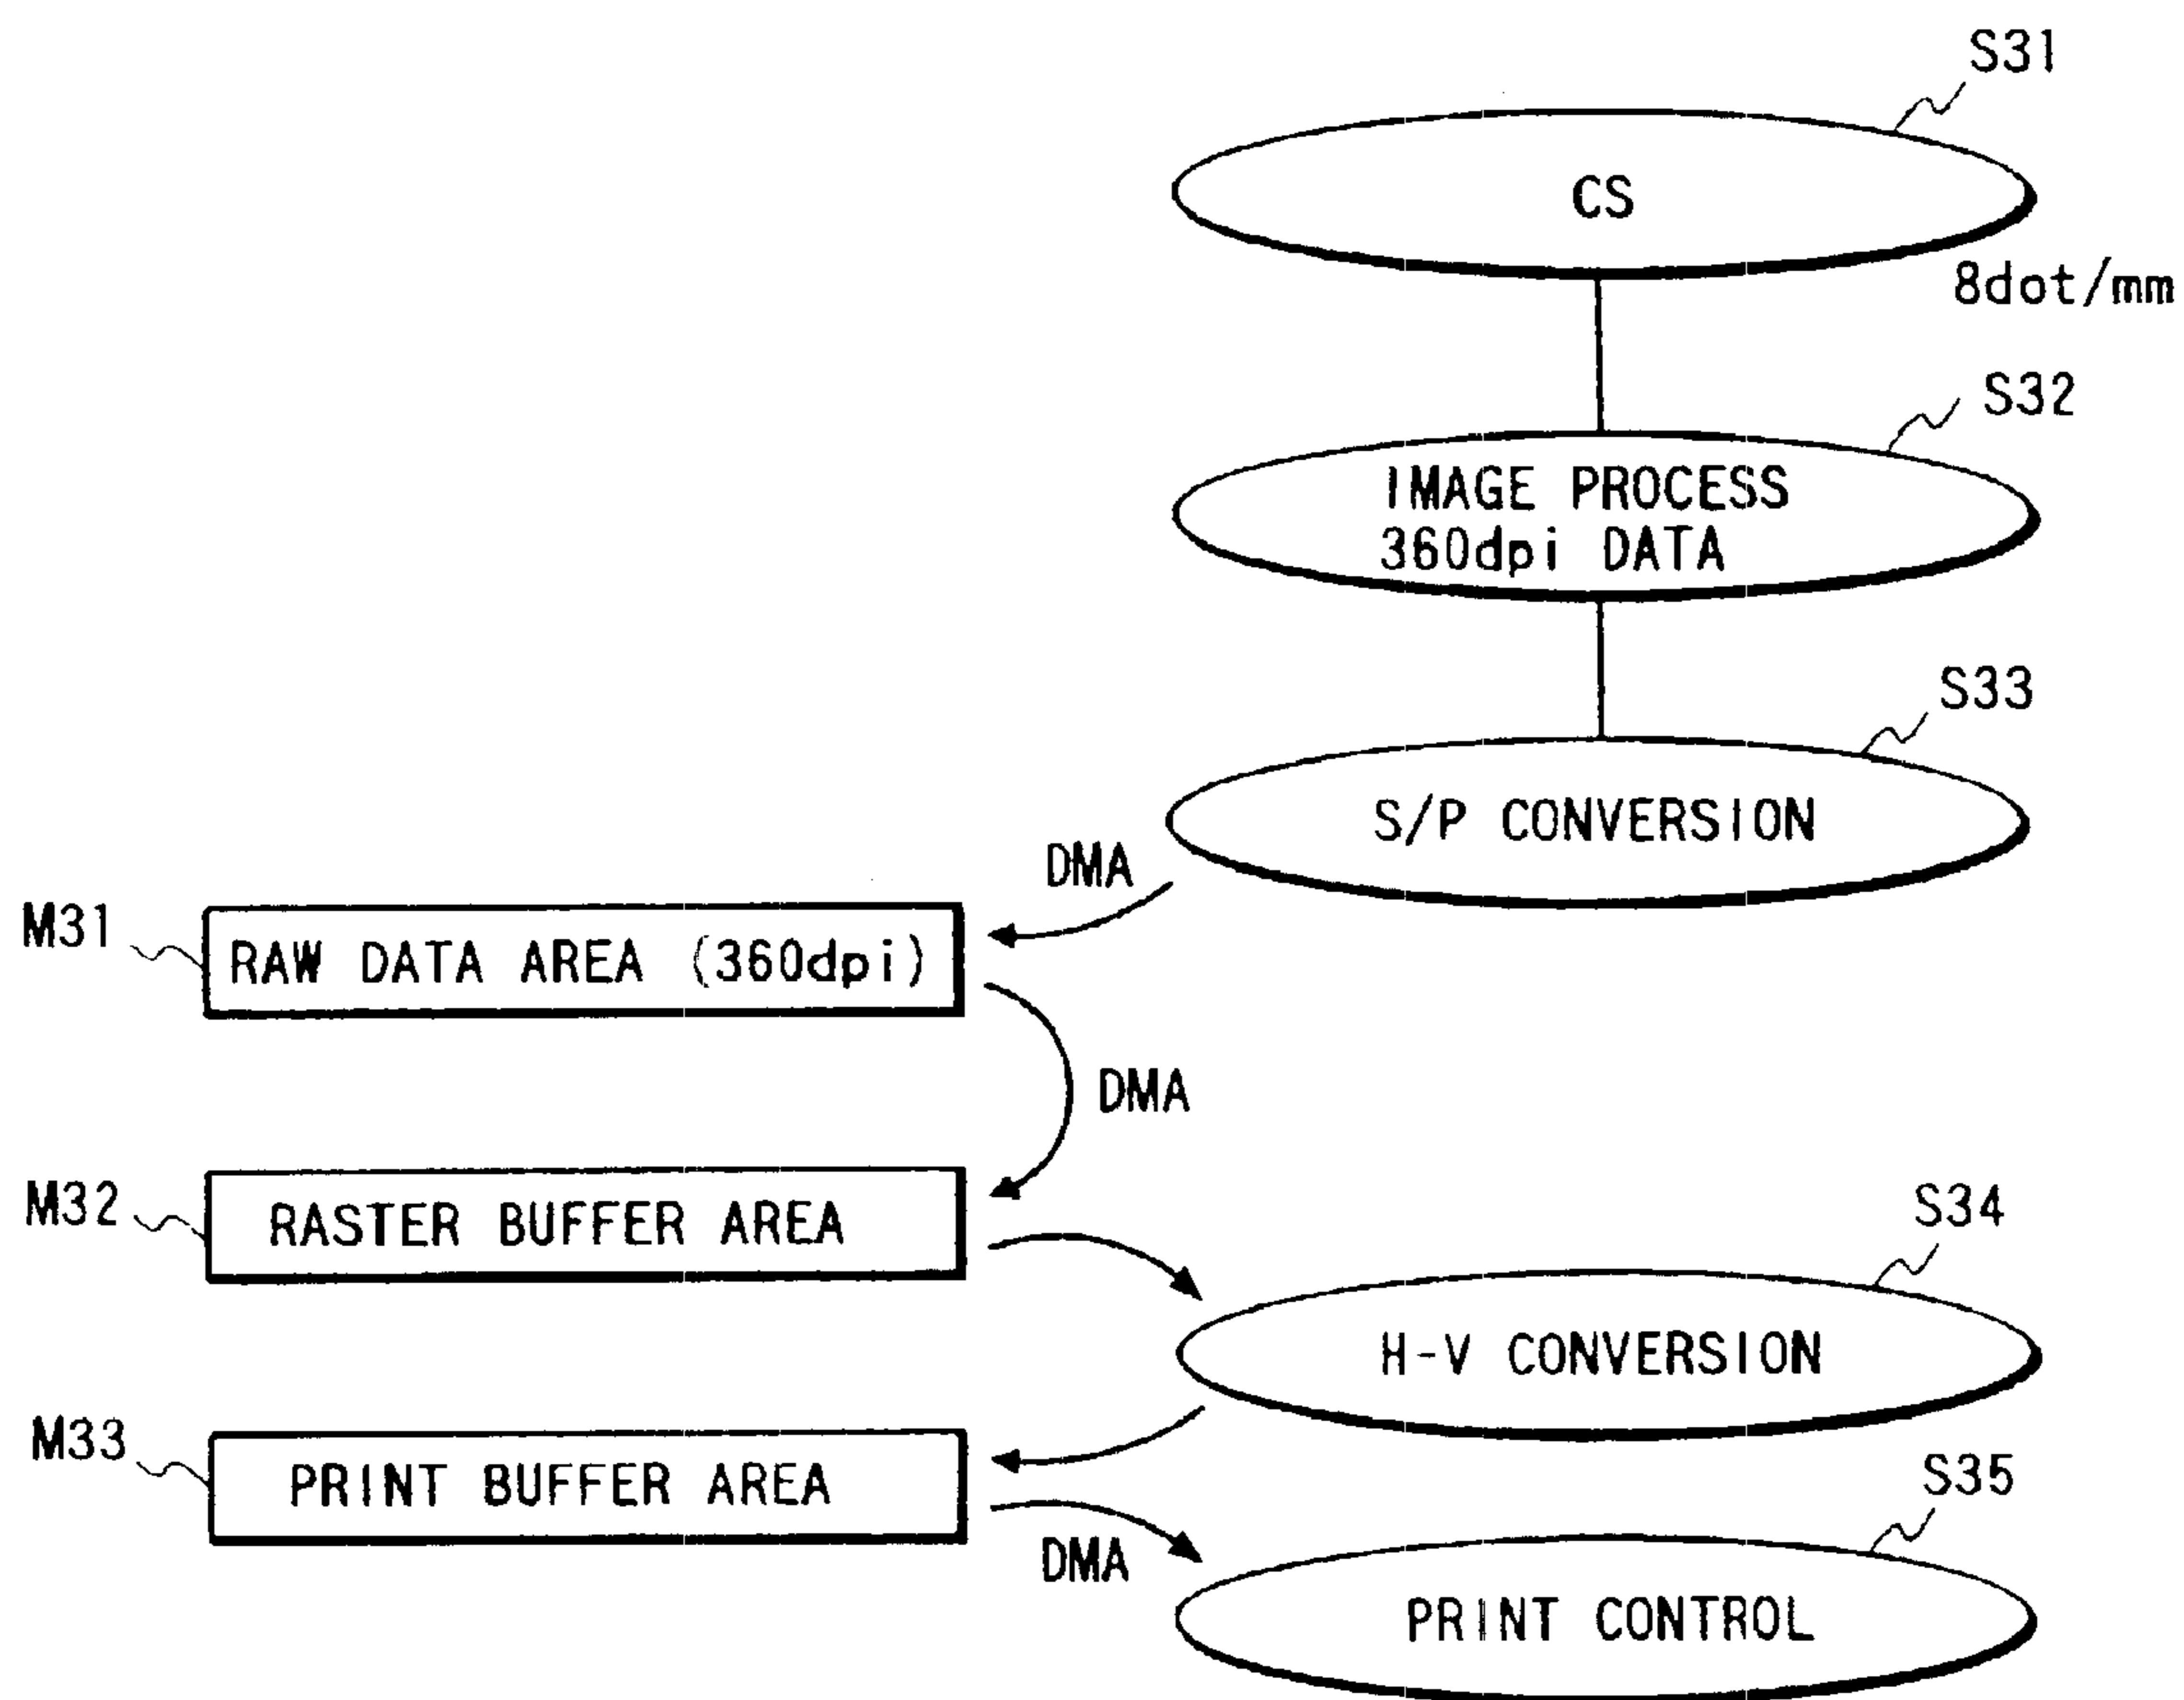 S31
CS
8dot/mm
S32
IMAGE PROCESS
360dpi DATA
S33
S/P CONVERSION
DMA
M31
RAW DATA AREA (360dpi)
DMA
M32
RASTER BUFFER AREA
S34
H-V CONVERSION
M33
PRINT BUFFER AREA
S35
DMA
PRINT CONTROL